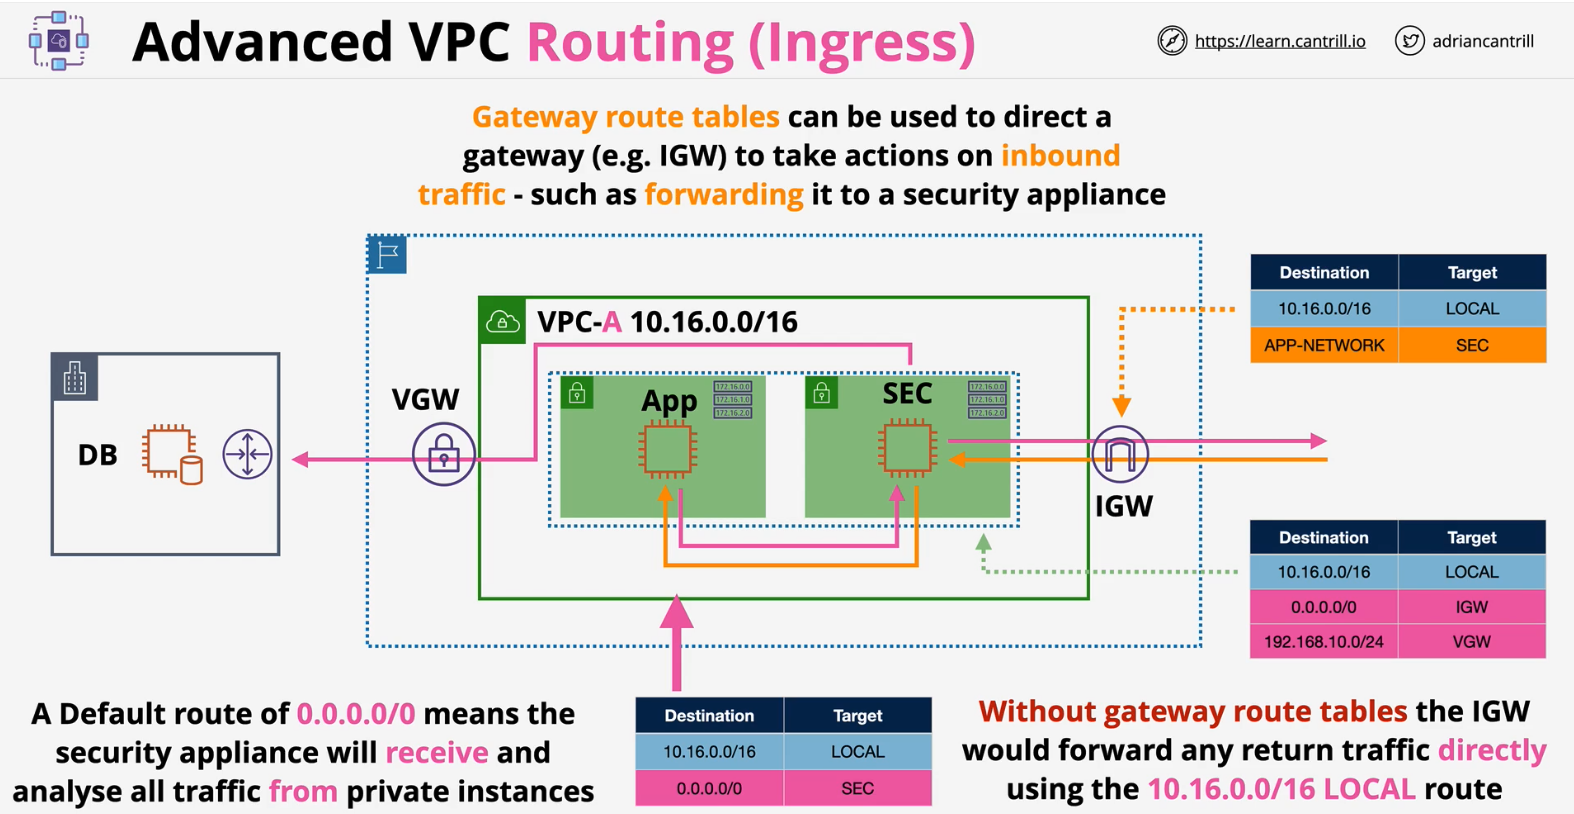 Advanced VPC Routing (Ingress)
https://learn.cantrill.io
adriancantrill
Gateway route tables can be used to direct a
gateway (e.g. IGW) to take actions on inbound
traffic - such as forwarding it to a security appliance
Destination Target
10.16.0.0/16 LOCAL
APP-NETWORK SEC
VPC-A 10.16.0.0/16
VGW
App
172.16.0.0
172.16.1.0
172.16.2.0
SEC
172.16.0.0
172.16.1.0
172.16.2.0
DB
IGW
Destination Target
10.16.0.0/16 LOCAL
0.0.0.0/0 IGW
192.168.10.0/24 VGW
A Default route of 0.0.0.0/0 means the
security appliance will receive and
analyse all traffic from private instances
Destination Target
10.16.0.0/16 LOCAL
0.0.0.0/0 SEC
Without gateway route tables the IGW
would forward any return traffic directly
using the 10.16.0.0/16 LOCAL route